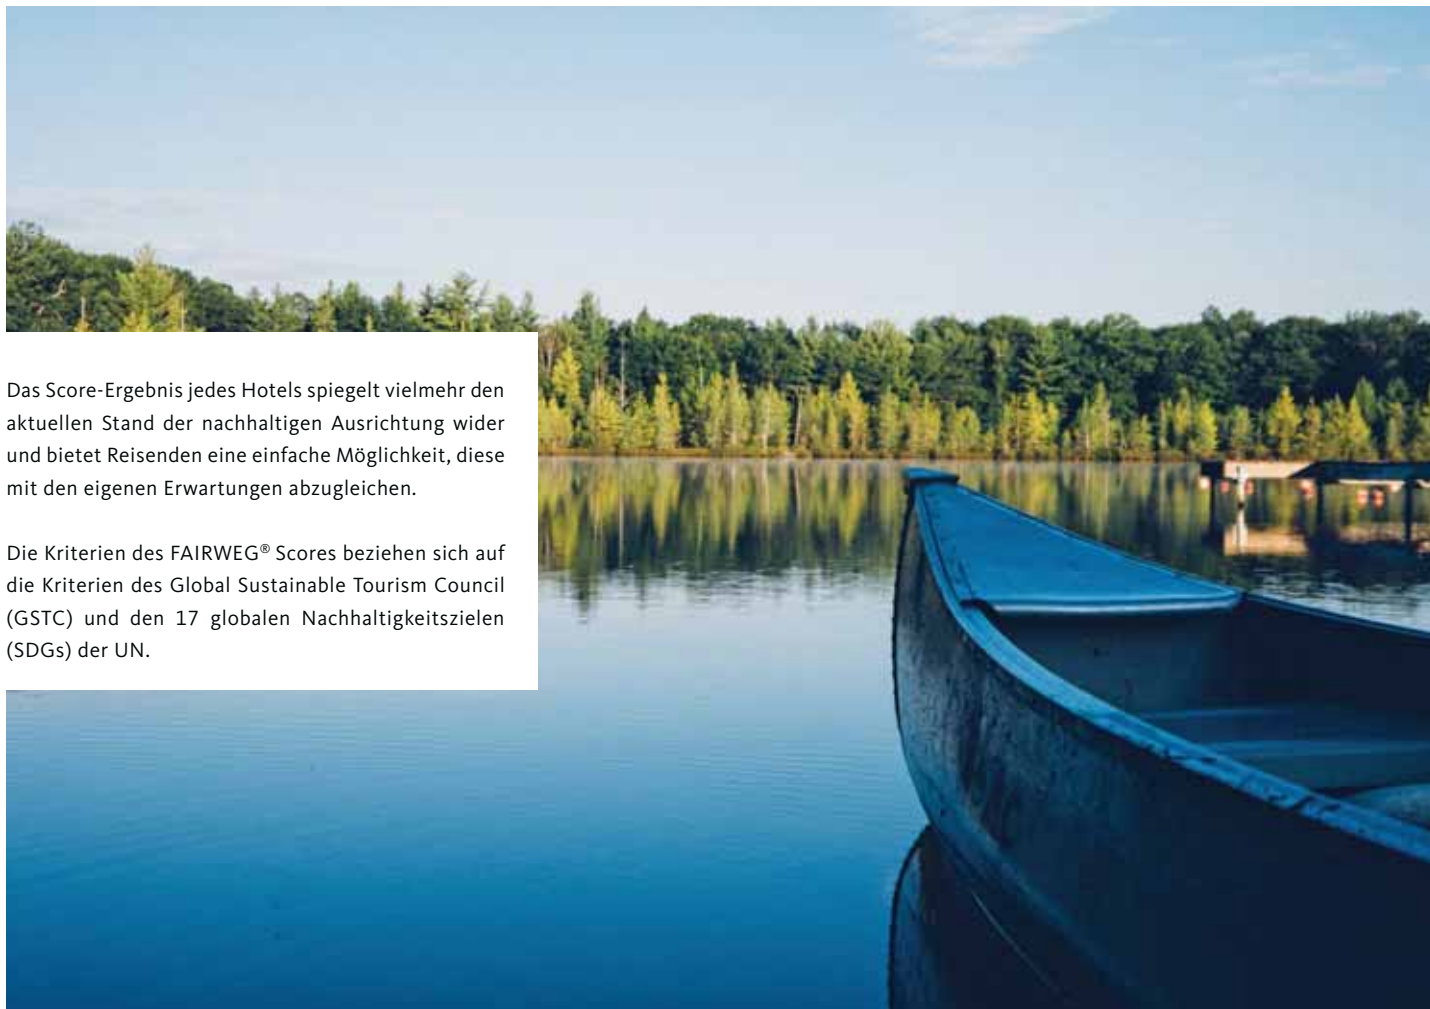 Das Score-Ergebnis jedes Hotels spiegelt vielmehr den
aktuellen Stand der nachhaltigen Ausrichtung wider
und bietet Reisenden eine einfache Möglichkeit, diese
mit den eigenen Erwartungen abzugleichen.
Die Kriterien des FAIRWEG® Scores beziehen sich auf
die Kriterien des Global Sustainable Tourism Council
(GSTC) und den 17 globalen Nachhaltigkeitszielen
(SDGs) der UN.